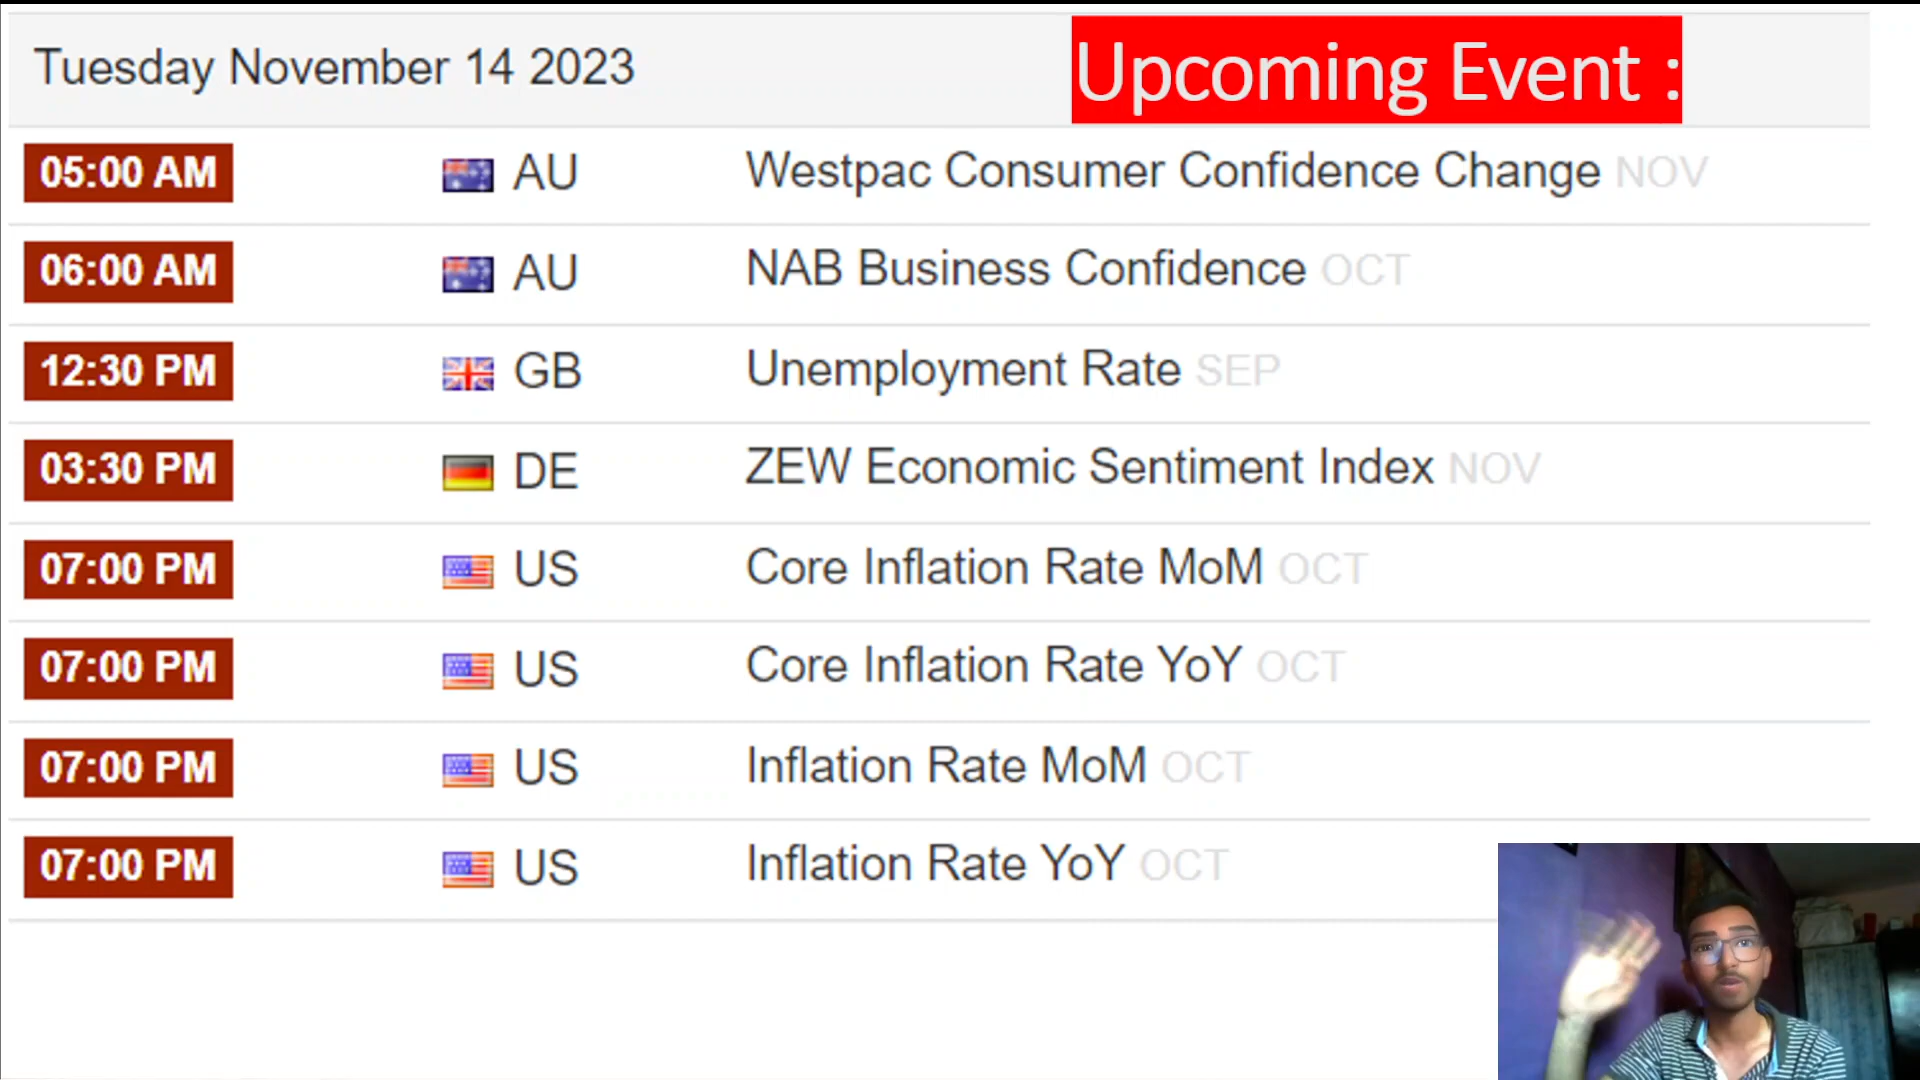 Tuesday November 14 2023
Upcoming Event :
05:00 AM AU Westpac Consumer Confidence Change NOV
06:00 AM AU NAB Business Confidence OCT
12:30 PM GB Unemployment Rate SEP
03:30 PM DE ZEW Economic Sentiment Index NOV
07:00 PM US Core Inflation Rate MoM OCT
07:00 PM US Core Inflation Rate YoY OCT
07:00 PM US Inflation Rate MoM OCT
07:00 PM US Inflation Rate YoY OCT